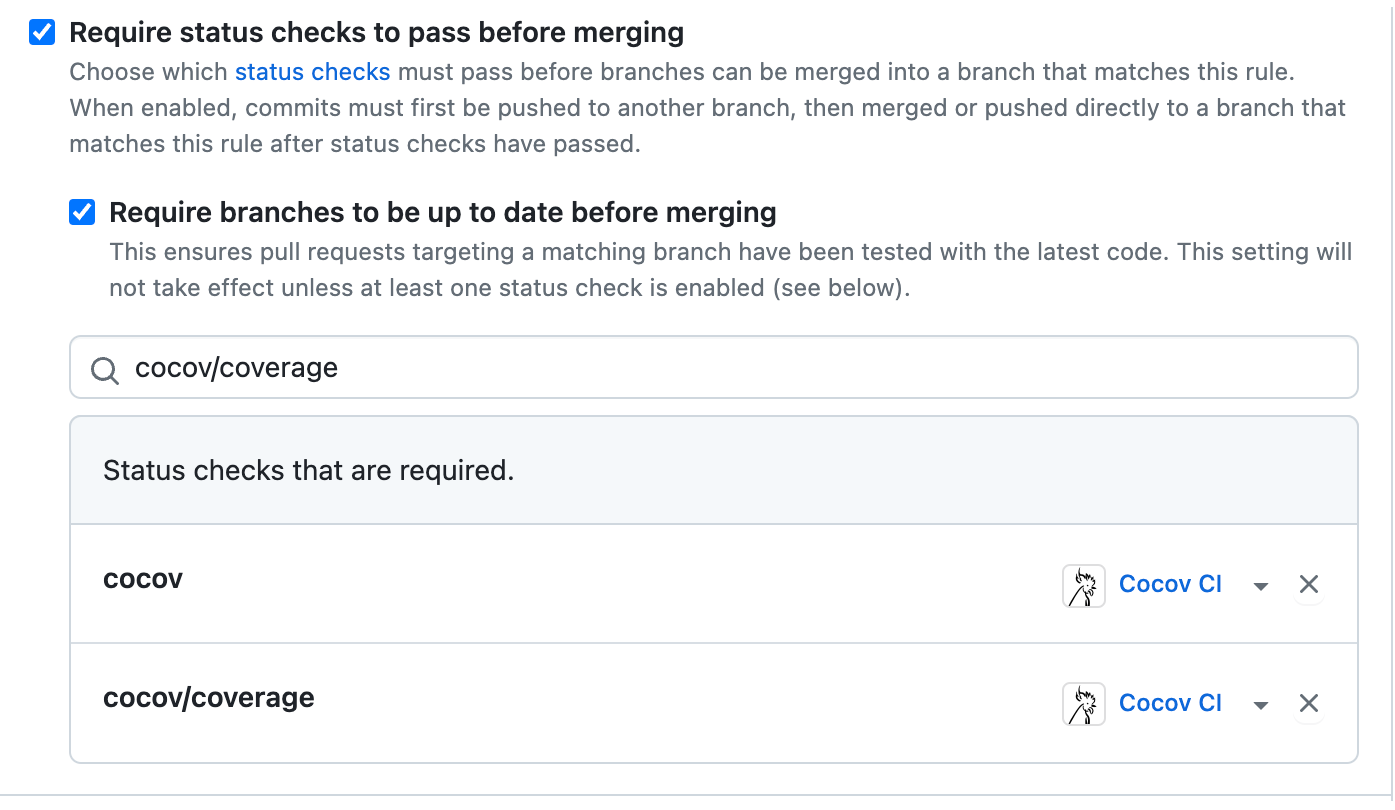 Require status checks to pass before merging
Choose which status checks must pass before branches can be merged into a branch that matches this rule.
When enabled, commits must first be pushed to another branch, then merged or pushed directly to a branch that
matches this rule after status checks have passed.
Require branches to be up to date before merging
This ensures pull requests targeting a matching branch have been tested with the latest code. This setting will
not take effect unless at least one status check is enabled (see below).
cocov/coverage
Status checks that are required.
cocov Cocov CI
cocov/coverage Cocov CI